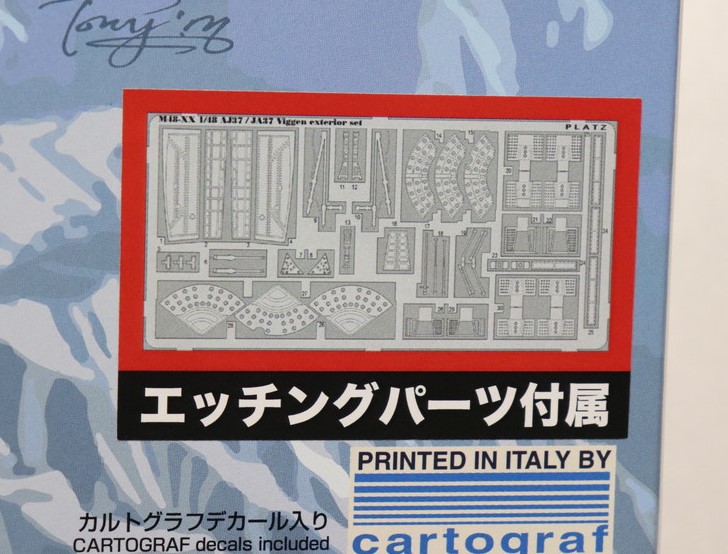 Tony
M48-XX 1/48 AJ37/JA37 Viggen exterior set
PLATZ
エッチングパーツ付属
PRINTED IN ITALY BY
cartograf
カルトグラフデカール入り
CARTOGRAF decals included